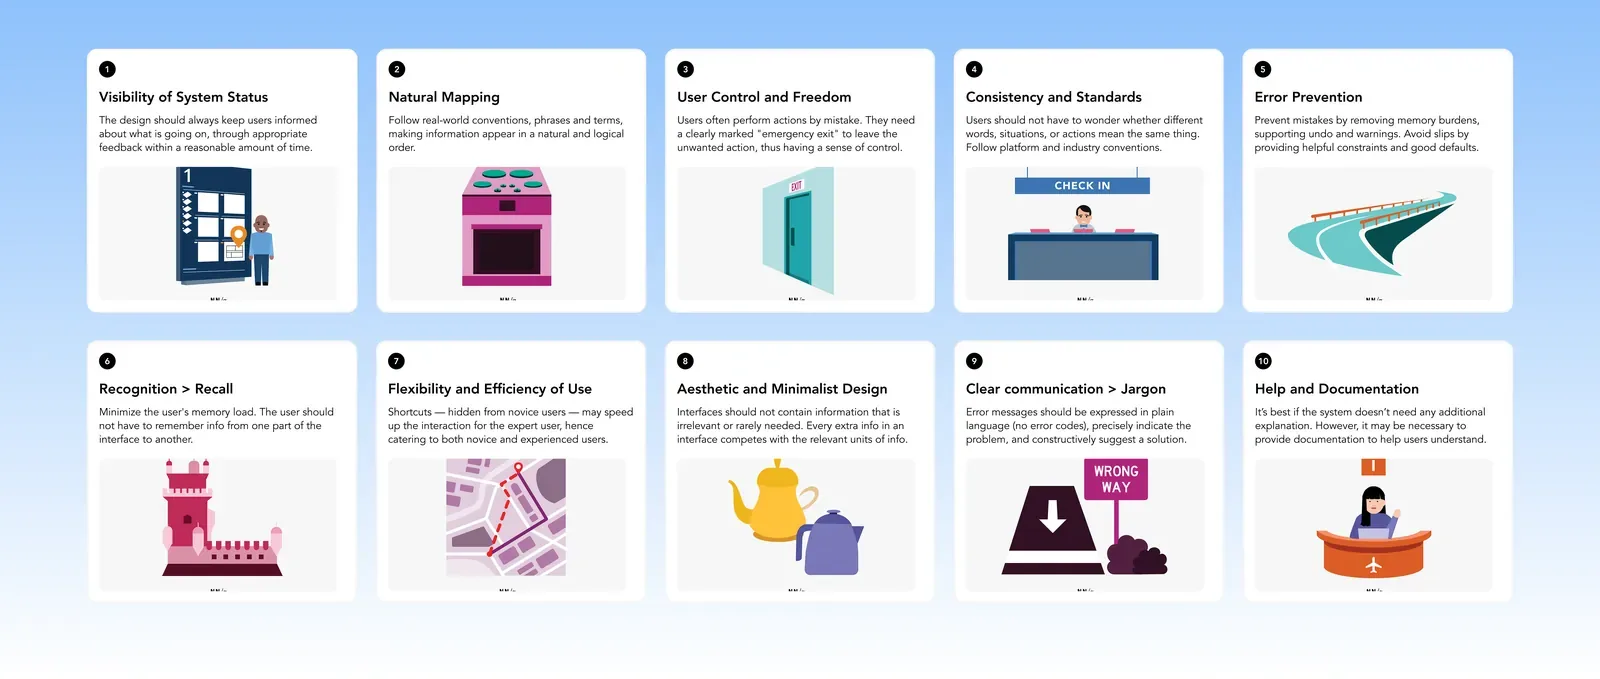 1
Visibility of System Status
The design should always keep users informed
about what is going on, through appropriate
feedback within a reasonable amount of time.
1
2
Natural Mapping
Follow real-world conventions, phrases and terms,
making information appear in a natural and logical
order.
3
User Control and Freedom
Users often perform actions by mistake. They need
a clearly marked "emergency exit" to leave the
unwanted action, thus having a sense of control.
EXIT
4
Consistency and Standards
Users should not have to wonder whether different
words, situations, or actions mean the same thing.
Follow platform and industry conventions.
CHECK IN
5
Error Prevention
Prevent mistakes by removing memory burdens,
supporting undo and warnings. Avoid slips by
providing helpful constraints and good defaults.
6
Recognition > Recall
Minimize the user's memory load. The user should
not have to remember info from one part of the
interface to another.
7
Flexibility and Efficiency of Use
Shortcuts — hidden from novice users — may speed
up the interaction for the expert user, hence
catering to both novice and experienced users.
8
Aesthetic and Minimalist Design
Interfaces should not contain information that is
irrelevant or rarely needed. Every extra info in an
interface competes with the relevant units of info.
9
Clear communication > Jargon
Error messages should be expressed in plain
language (no error codes), precisely indicate the
problem, and constructively suggest a solution.
WRONG
WAY
10
Help and Documentation
It’s best if the system doesn’t need any additional
explanation. However, it may be necessary to
provide documentation to help users understand.